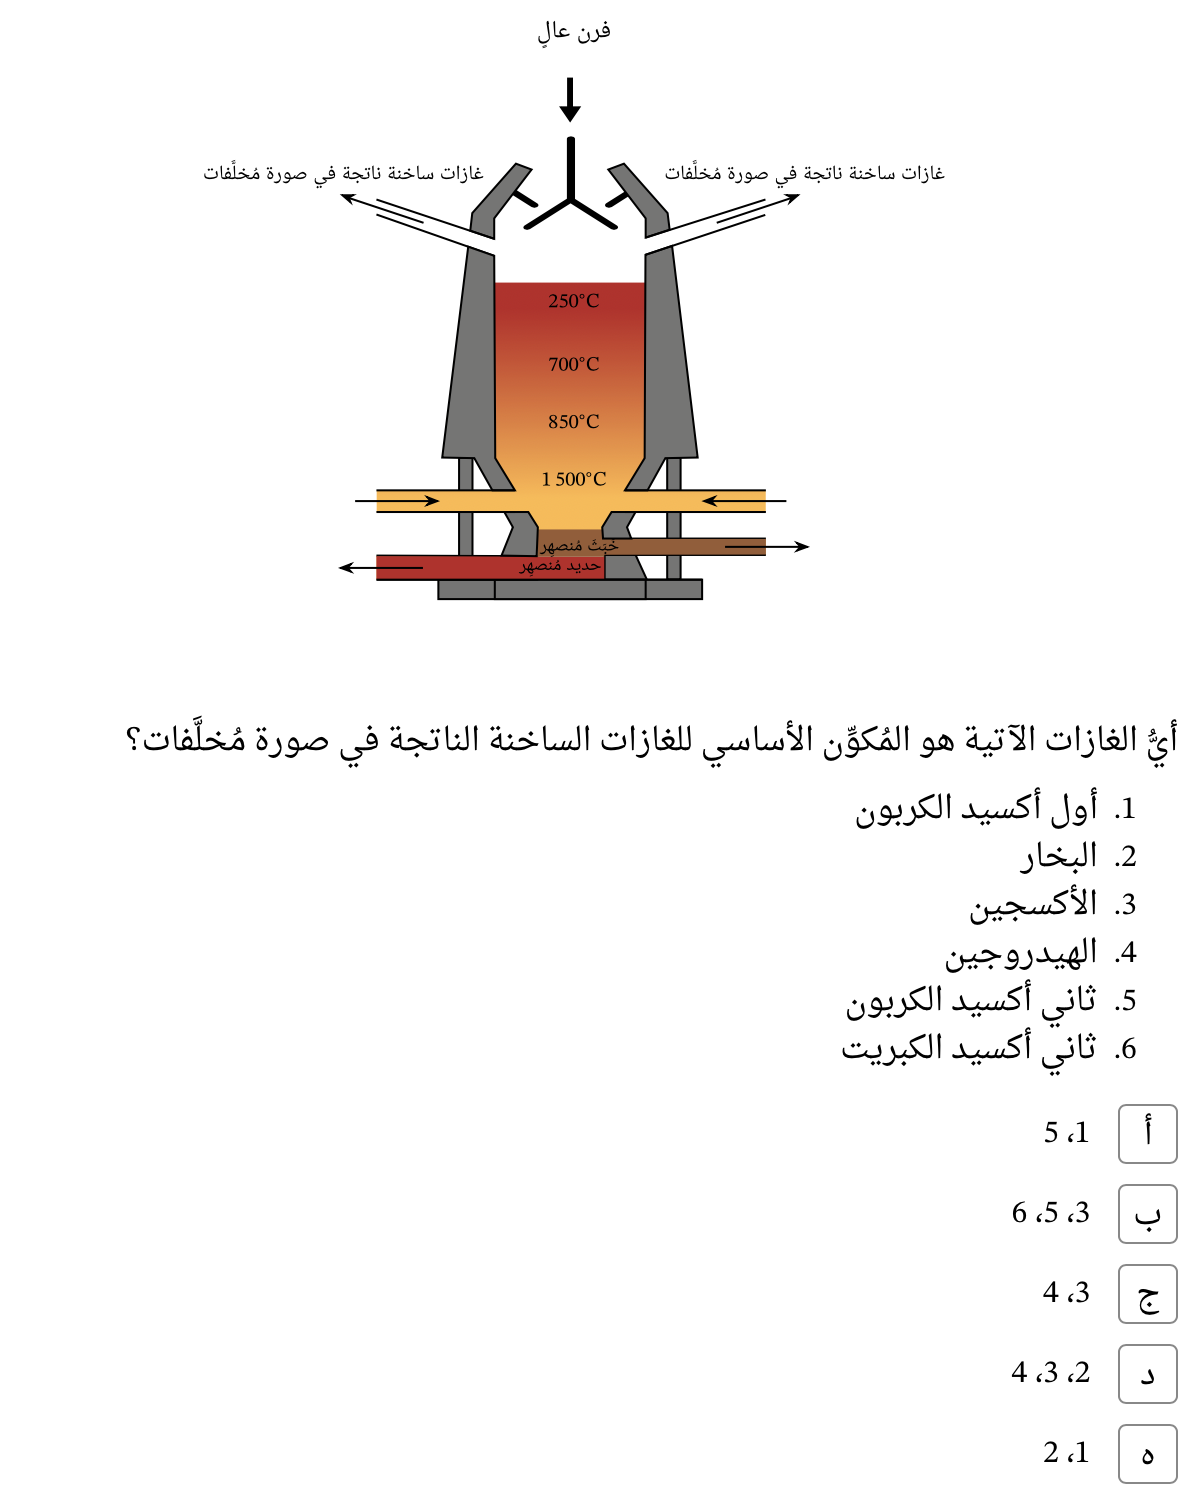 فرن عالٍ
غازات ساخنة ناتجة في صورة مُخلَّفات
غازات ساخنة ناتجة في صورة مُخلَّفات
250°C
700°C
850°C
1 500°C
خَبَثَ مُنصهِر
حديد مُنصهِر
أيُّ الغازات الآتية هو المُكوِّن الأساسي للغازات الساخنة الناتجة في صورة مُخلَّفات؟
1. أول أكسيد الكربون
2. البخار
3. الأكسجين
4. الهيدروجين
5. ثاني أكسيد الكربون
6. ثاني أكسيد الكبريت
أ 1، 5
ب 3، 5، 6
ج 3، 4
د 2، 3، 4
ه 1، 2